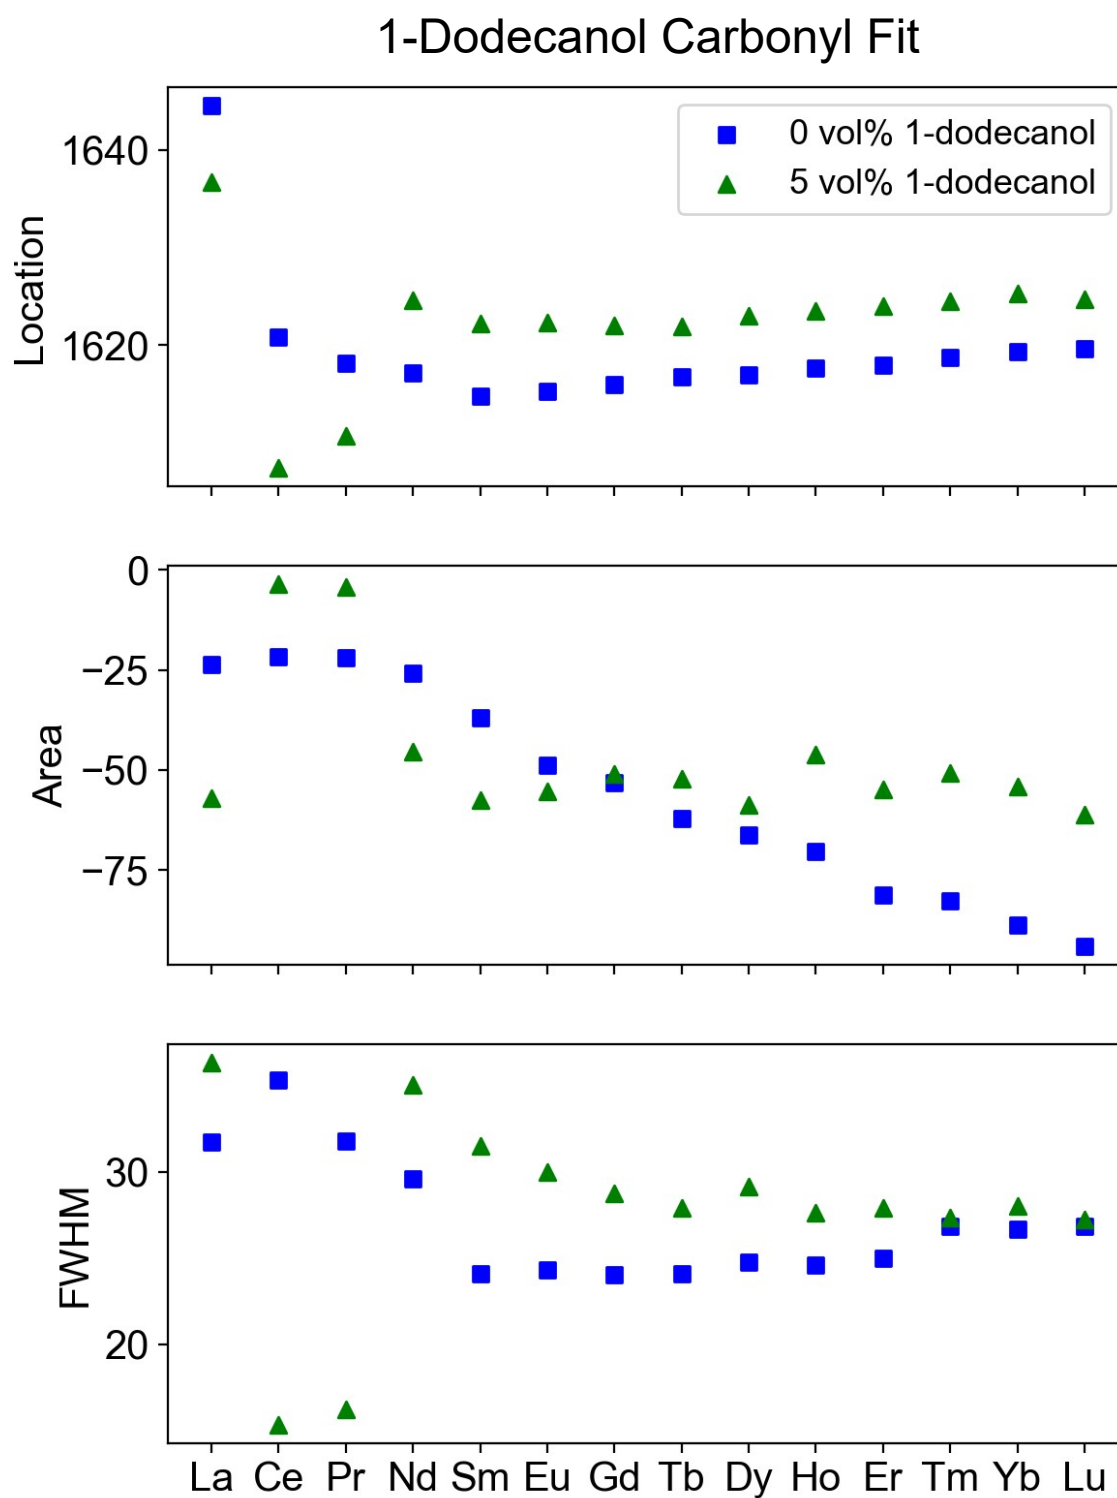 1-Dodecanol Carbonyl Fit
0 vol% 1-dodecanol
5 vol% 1-dodecanol
Location
1640
1620
Area
0
−25
−50
−75
FWHM
30
20
La Ce Pr Nd Sm Eu Gd Tb Dy Ho Er Tm Yb Lu